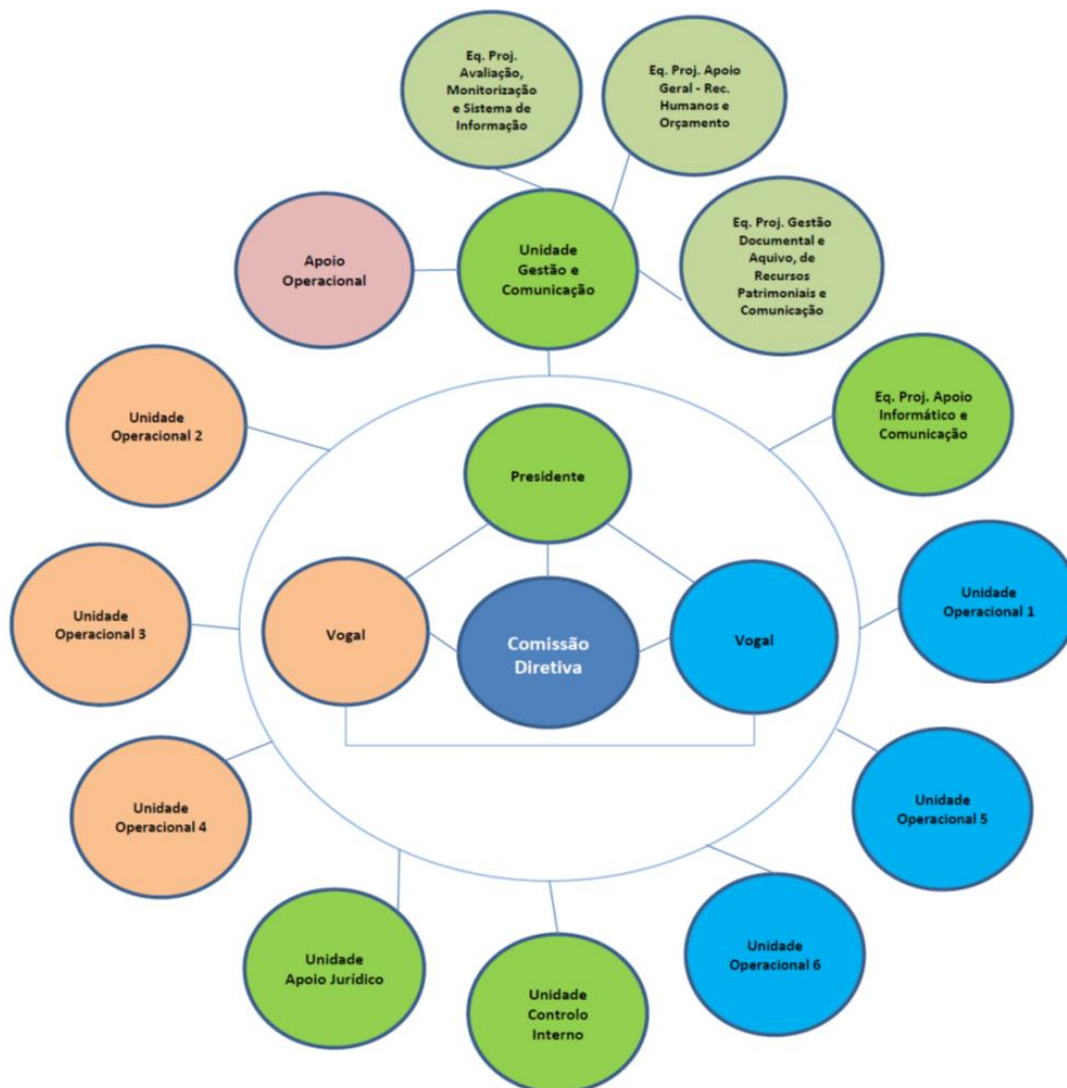 Eq. Proj.
Avaliação,
Monitorização
e Sistema de
Informação
Eq. Proj. Apoio
Geral - Rec.
Humanos e
Orçamento
Eq. Proj. Gestão
Documental e
Aquivo, de
Recursos
Patrimoniais e
Comunicação
Apoio
Operacional
Unidade
Gestão e
Comunicação
Unidade
Operacional 2
Eq. Proj. Apoio
Informático e
Comunicação
Presidente
Unidade
Operacional 3
Vogal
Comissão
Diretiva
Vogal
Unidade
Operacional 1
Unidade
Operacional 4
Unidade
Operacional 5
Unidade
Apoio Jurídico
Unidade
Controlo
Interno
Unidade
Operacional 6